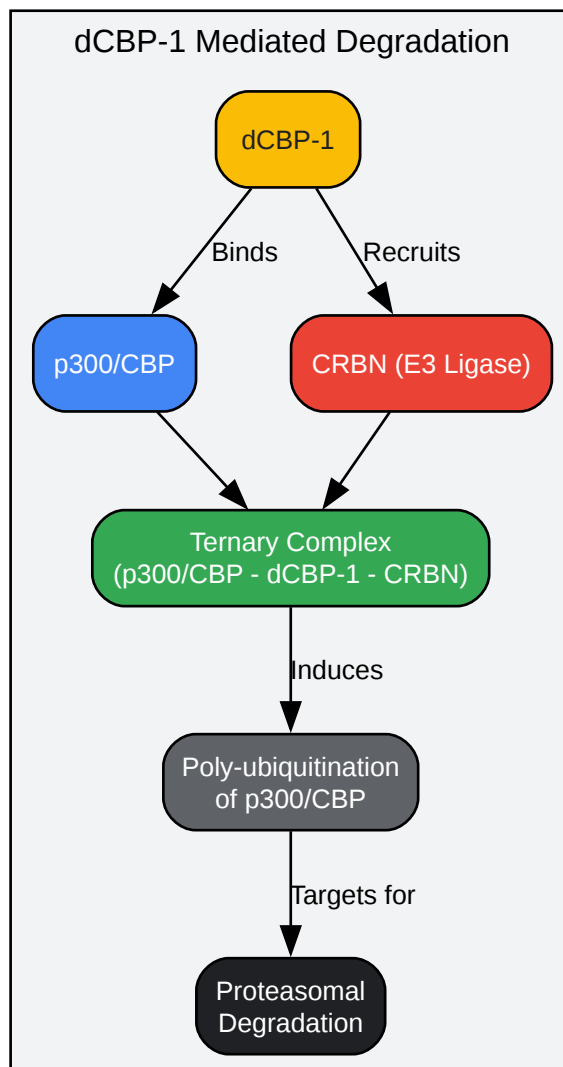 dCBP-1 Mediated Degradation
dCBP-1
Binds
Recruits
p300/CBP
CRBN (E3 Ligase)
Ternary Complex
(p300/CBP - dCBP-1 - CRBN)
Induces
Poly-ubiquitination
of p300/CBP
Targets for
Proteasomal
Degradation